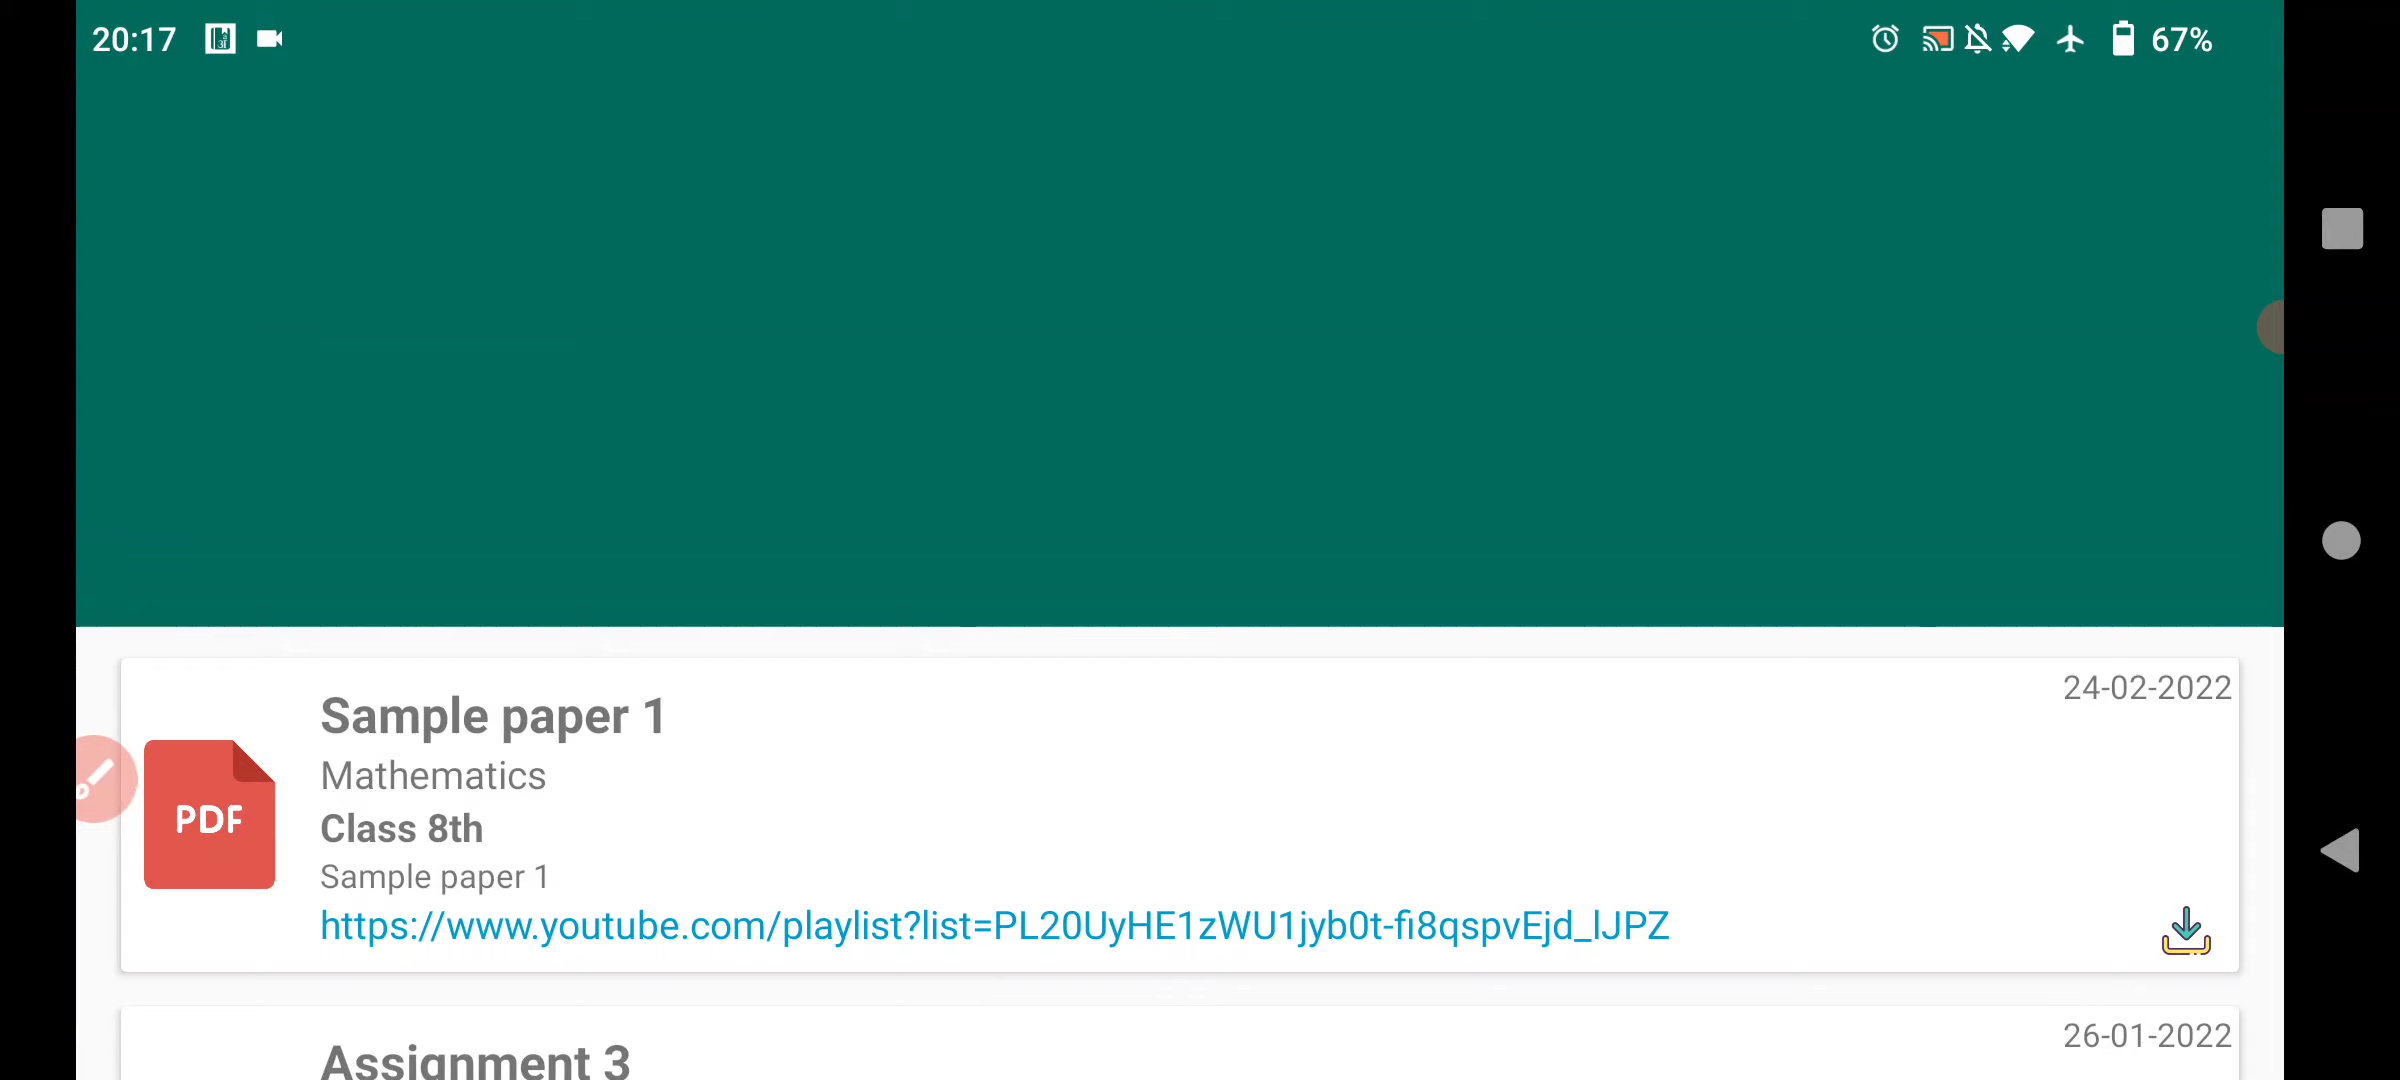 20:17
67%
24-02-2022
Sample paper 1
Mathematics
PDF
Class 8th
Sample paper 1
https://www.youtube.com/playlist?list=PL20UyHE1zWU1jyb0t-fi8qspvEjd_lJPZ
26-01-2022
Assignment 3